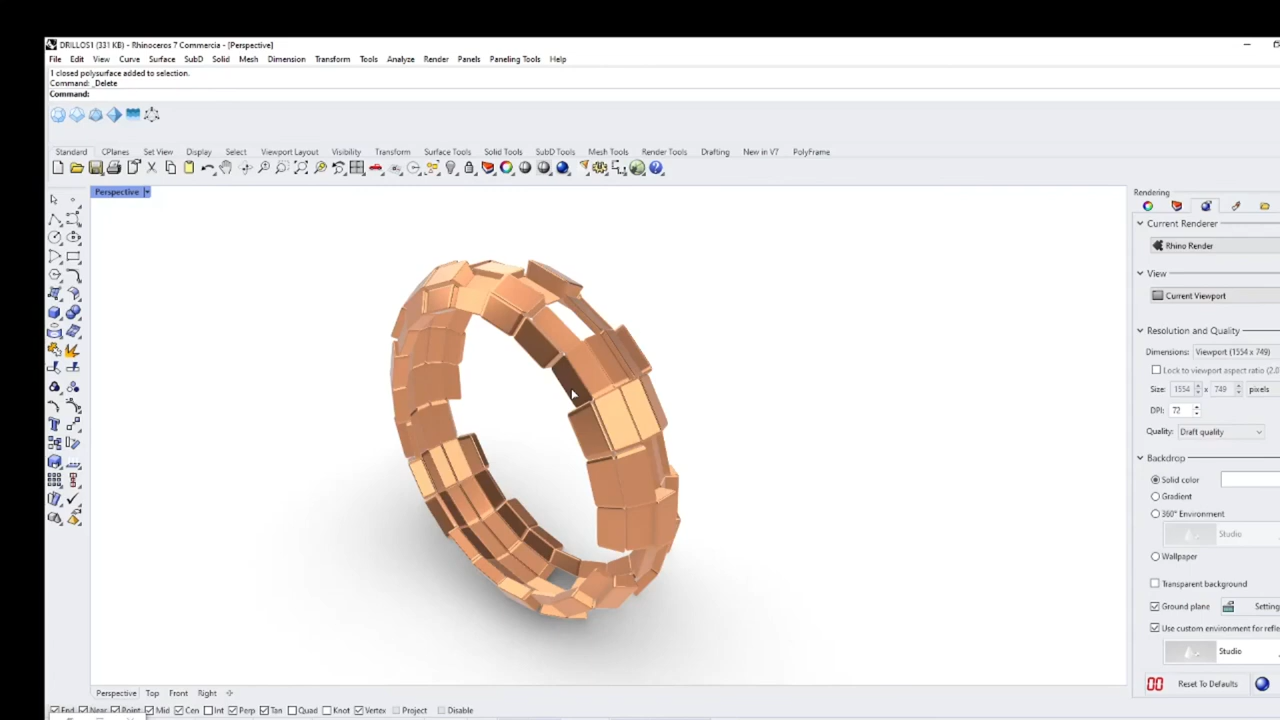 DRILLOS1 (331 KB) - Rhinoceros 7 Commercia - [Perspective]
File Edit View Curve Surface SubD Solid Mesh Dimension Transform Tools Analyze Render Panels Paneling Tools Help
1 closed polysurface added to selection.
Command: _Delete
Command:
Standard CPlanes Set View Display Select Viewport Layout Visibility Transform Surface Tools Solid Tools SubD Tools Mesh Tools Render Tools Drafting New in V7 PolyFrame
Perspective
Rendering
Current Renderer
Rhino Render
View
Current Viewport
Resolution and Quality
Dimensions: Viewport (1554 x 749)
Lock to viewport aspect ratio (2.0
Size: 1554 x 749 pixels
DPI: 72
Quality: Draft quality
Backdrop
Solid color
Gradient
360° Environment
Studio
Wallpaper
Transparent background
Ground plane Setting
Use custom environment for refle
Studio
Reset To Defaults
Perspective Top Front Right
End Near Point Mid Cen Int Perp Tan Quad Knot Vertex Project Disable